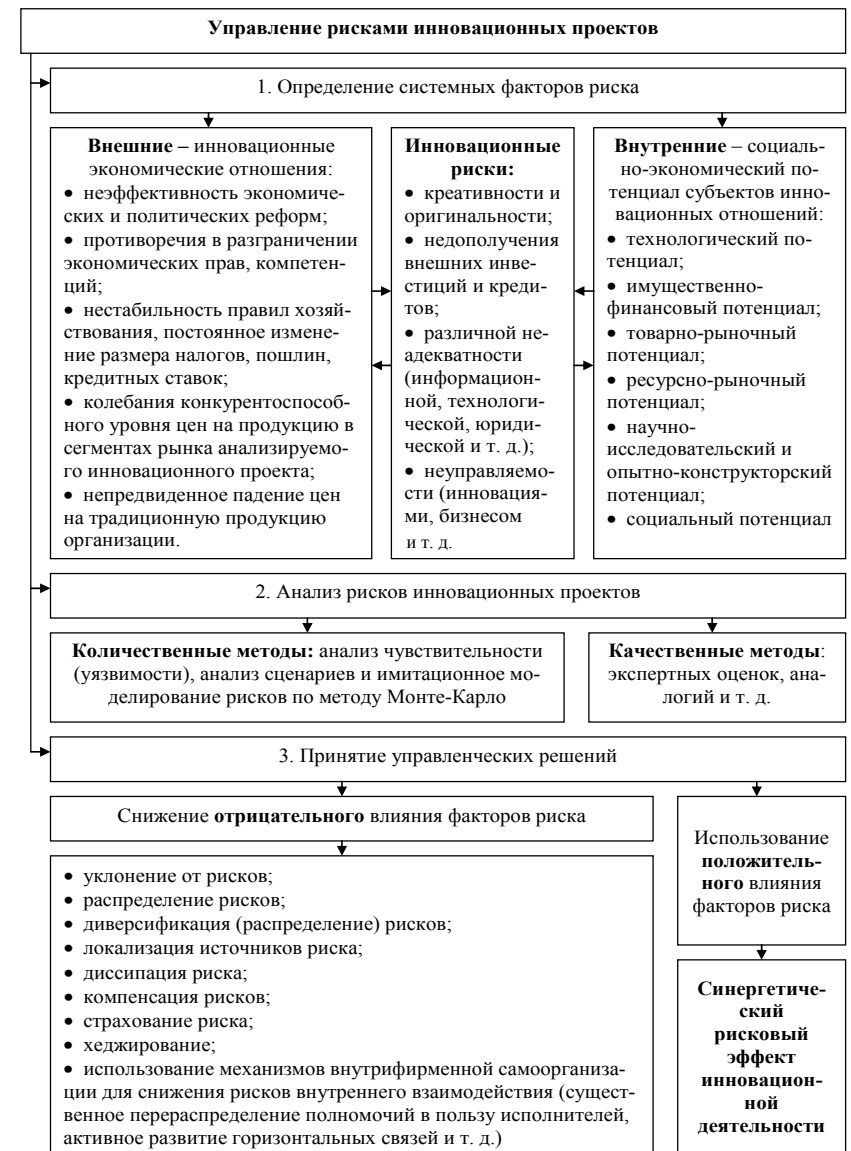 Управление рисками инновационных проектов
1. Определение системных факторов риска
Внешние – инновационные
экономические отношения:
• неэффективность экономиче-
ских и политических реформ;
• противоречия в разграничении
экономических прав, компетен-
ций;
• нестабильность правил хозяй-
ствования, постоянное измене-
ние размера налогов, пошлин,
кредитных ставок;
• колебания конкурентоспособ-
ного уровня цен на продукцию в
сегментах рынка анализируемо-
го инновационного проекта;
• непредвиденное падение цен
на традиционную продукцию
организации.
Инновационные
риски:
• креативности и
оригинальности;
• недополучения
внешних инве-
стиций и креди-
тов;
• различной не-
адекватности
(информацион-
ной, технологи-
ческой, юриди-
ческой и т. д.);
• неуправляемо-
сти (инновация-
ми, бизнесом
и т. д.
Внутренние – социаль-
но-экономический по-
тенциал субъектов инно-
вационных отношений:
• технологический по-
тенциал;
• имущественно-
финансовый потенциал;
• товарно-рыночный
потенциал;
• ресурсно-рыночный
потенциал;
• научно-
исследовательский и
опытно-конструкторский
потенциал;
• социальный потенциал
2. Анализ рисков инновационных проектов
Количественные методы: анализ чувствительности
(уязвимости), анализ сценариев и имитационное мо-
делирование рисков по методу Монте-Карло
Качественные методы:
экспертных оценок, ана-
логий и т. д.
3. Принятие управленческих решений
Снижение отрицательного влияния факторов риска
• уклонение от рисков;
• распределение рисков;
• диверсификация (распределение) рисков;
• локализация источников риска;
• диссипация риска;
• компенсация рисков;
• страхование риска;
• хеджирование;
• использование механизмов внутрифирменной самоорганиза-
ции для снижения рисков внутреннего взаимодействия (сущест-
венное перераспределение полномочий в пользу исполнителей,
активное развитие горизонтальных связей и т. д.)
Использование
положитель-
ного влияния
факторов риска
Синергетиче-
ский
рисковый
эффект
инновацион-
ной
деятельности